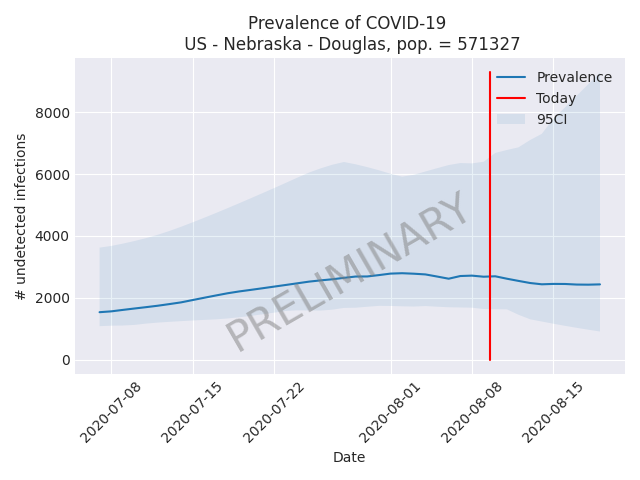 Prevalence of COVID-19
US - Nebraska - Douglas, pop. = 571327
Prevalence
Today
95CI
8000
6000
4000
2000
0
# undetected infections
PRELIMINARY
2020-07-08
2020-07-15
2020-07-22
2020-08-01
2020-08-08
2020-08-15
Date